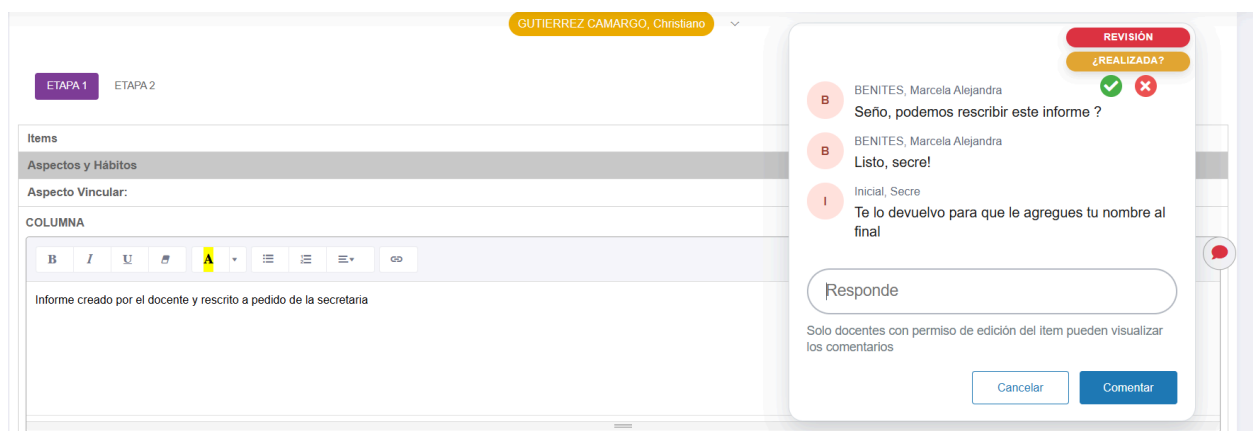 GUTIERREZ CAMARGO, Christiano
ETAPA 1
ETAPA 2
Items
Aspectos y Hábitos
Aspecto Vincular:
COLUMNA
B I U A
Informe creado por el docente y rescrito a pedido de la secretaria
REVISIÓN
¿REALIZADA?
B
BENITES, Marcela Alejandra
Seño, podemos rescribir este informe ?
B
BENITES, Marcela Alejandra
Listo, secre!
I
Inicial, Secre
Te lo devuelvo para que le agregues tu nombre al
final
Responde
Solo docentes con permiso de edición del item pueden visualizar
los comentarios
Cancelar
Comentar